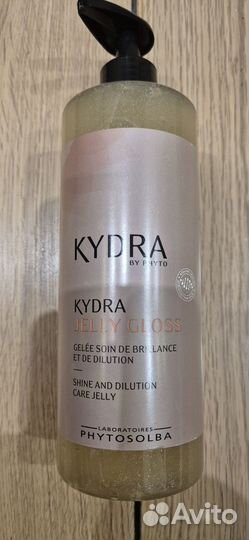 KYDRA
BY PHYTO
KYDRA
JELLY GLOSS
GELÉE SOIN DE BRILLANCE
ET DE DILUTION
SHINE AND DILUTION
CARE JELLY
LABORATOIRES
PHYTOSOLBA
Avito